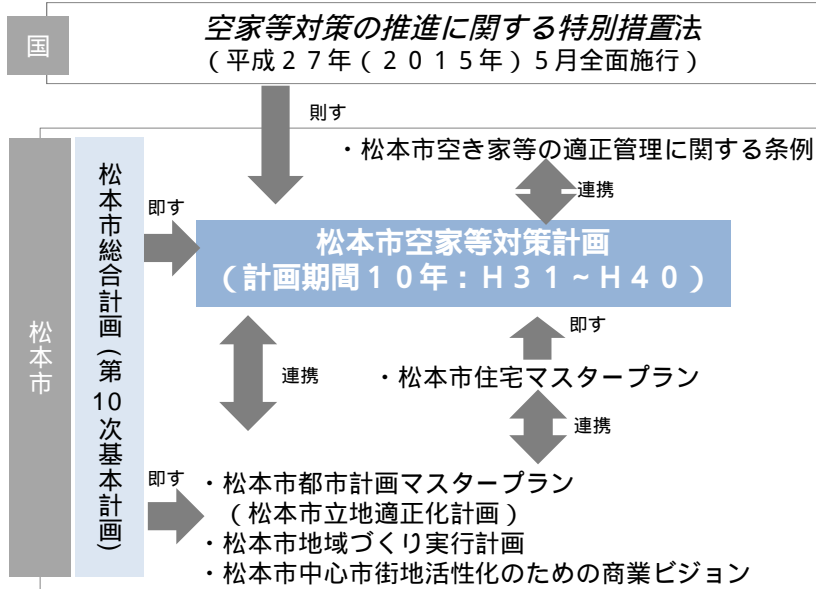 国
空家等対策の推進に関する特別措置法
(平成27年(2015年)5月全面施行)
則す
・松本市空き家等の適正管理に関する条例
連携
松本市
松本市総合計画(第10次基本計画)
即す
松本市空家等対策計画
(計画期間10年:H31~H40)
即す
連携
・松本市住宅マスタープラン
連携
即す
・松本市都市計画マスタープラン
(松本市立地適正化計画)
・松本市地域づくり実行計画
・松本市中心市街地活性化のための商業ビジョン